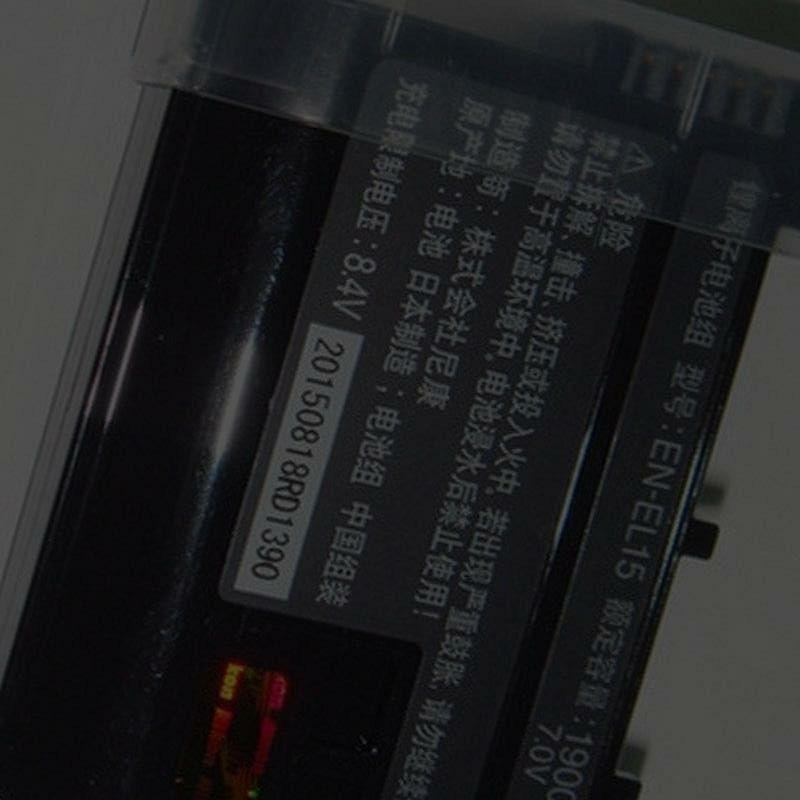 锂离子电池组 型号:EN-EL15 额定容量:1900
7.0V
危险
禁止拆解、撞击、挤压或投入火中。若出现严重鼓胀,请勿继续
请勿置于高温环境中。电池浸水后禁止使用!
制造商:株式会社尼康
原产地:电池 日本制造;电池组 中国组装
充电限制电压:8.4V
20150818RD1390